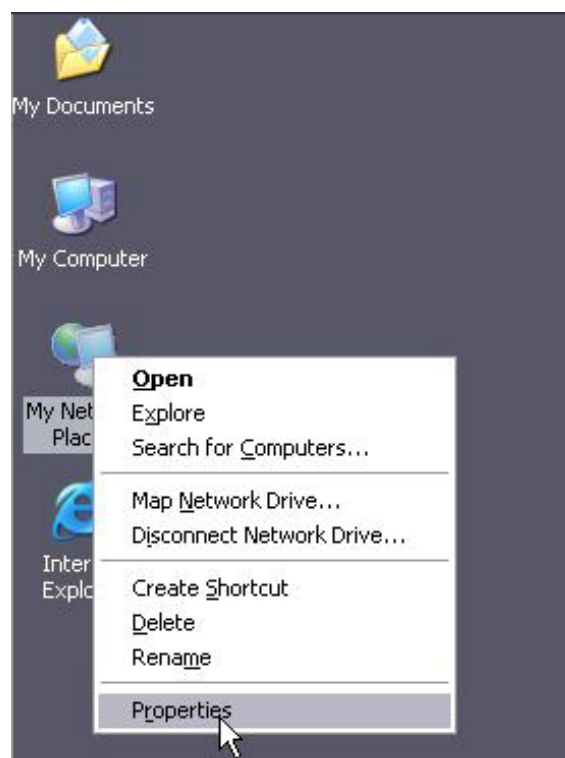 My Documents
My Computer
My Net
Plac
Open
Explore
Search for Computers...
Map Network Drive...
Disconnect Network Drive...
Inter
Explo
Create Shortcut
Delete
Rename
Properties